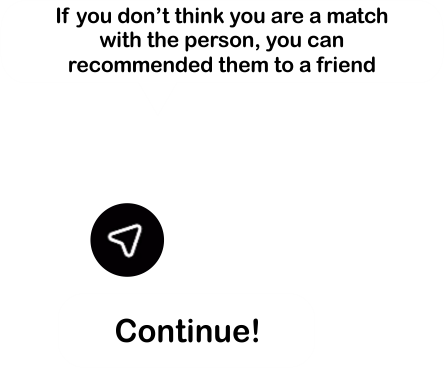 If you don’t think you are a match
with the person, you can
recommended them to a friend
Continue!